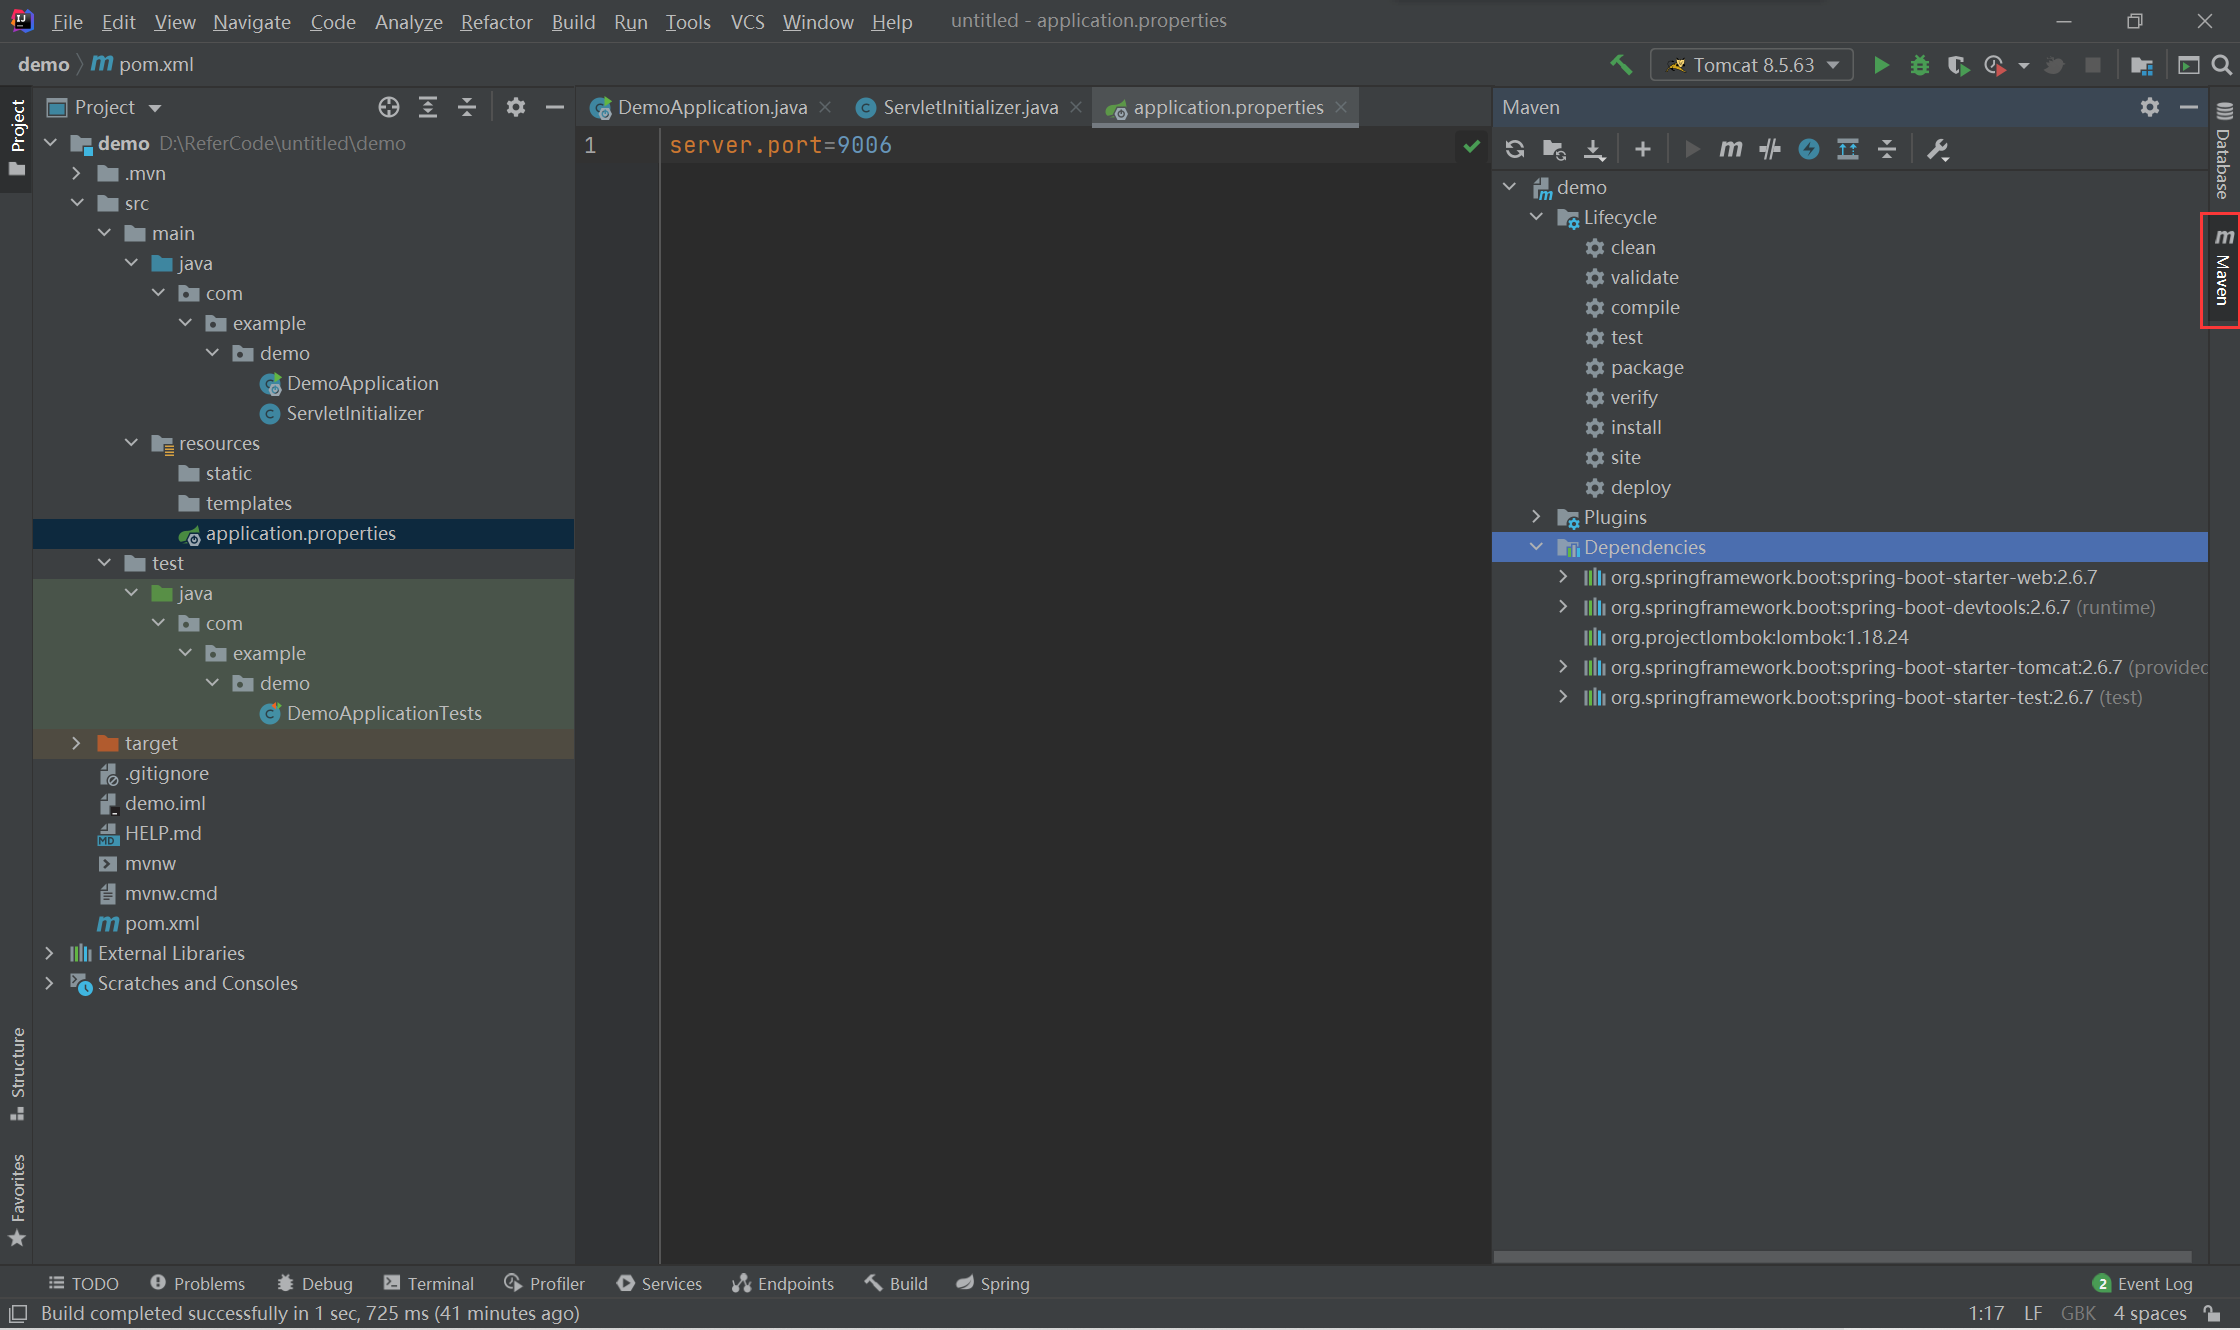 File Edit View Navigate Code Analyze Refactor Build Run Tools VCS Window Help untitled - application.properties
demo pom.xml
Tomcat 8.5.63
Project
Project
demo D:\ReferCode\untitled\demo
.mvn
src
main
java
com
example
demo
DemoApplication
ServletInitializer
resources
static
templates
application.properties
test
java
com
example
demo
DemoApplicationTests
target
.gitignore
demo.iml
HELP.md
mvnw
mvnw.cmd
pom.xml
External Libraries
Scratches and Consoles
Structure
Favorites
DemoApplication.java ServletInitializer.java application.properties
1 server.port=9006
Maven
demo
Lifecycle
clean
validate
compile
test
package
verify
install
site
deploy
Plugins
Dependencies
org.springframework.boot:spring-boot-starter-web:2.6.7
org.springframework.boot:spring-boot-devtools:2.6.7 (runtime)
org.projectlombok:lombok:1.18.24
org.springframework.boot:spring-boot-starter-tomcat:2.6.7 (provided
org.springframework.boot:spring-boot-starter-test:2.6.7 (test)
Database
Maven
TODO Problems Debug Terminal Profiler Services Endpoints Build Spring 2 Event Log
Build completed successfully in 1 sec, 725 ms (41 minutes ago) 1:17 LF GBK 4 spaces